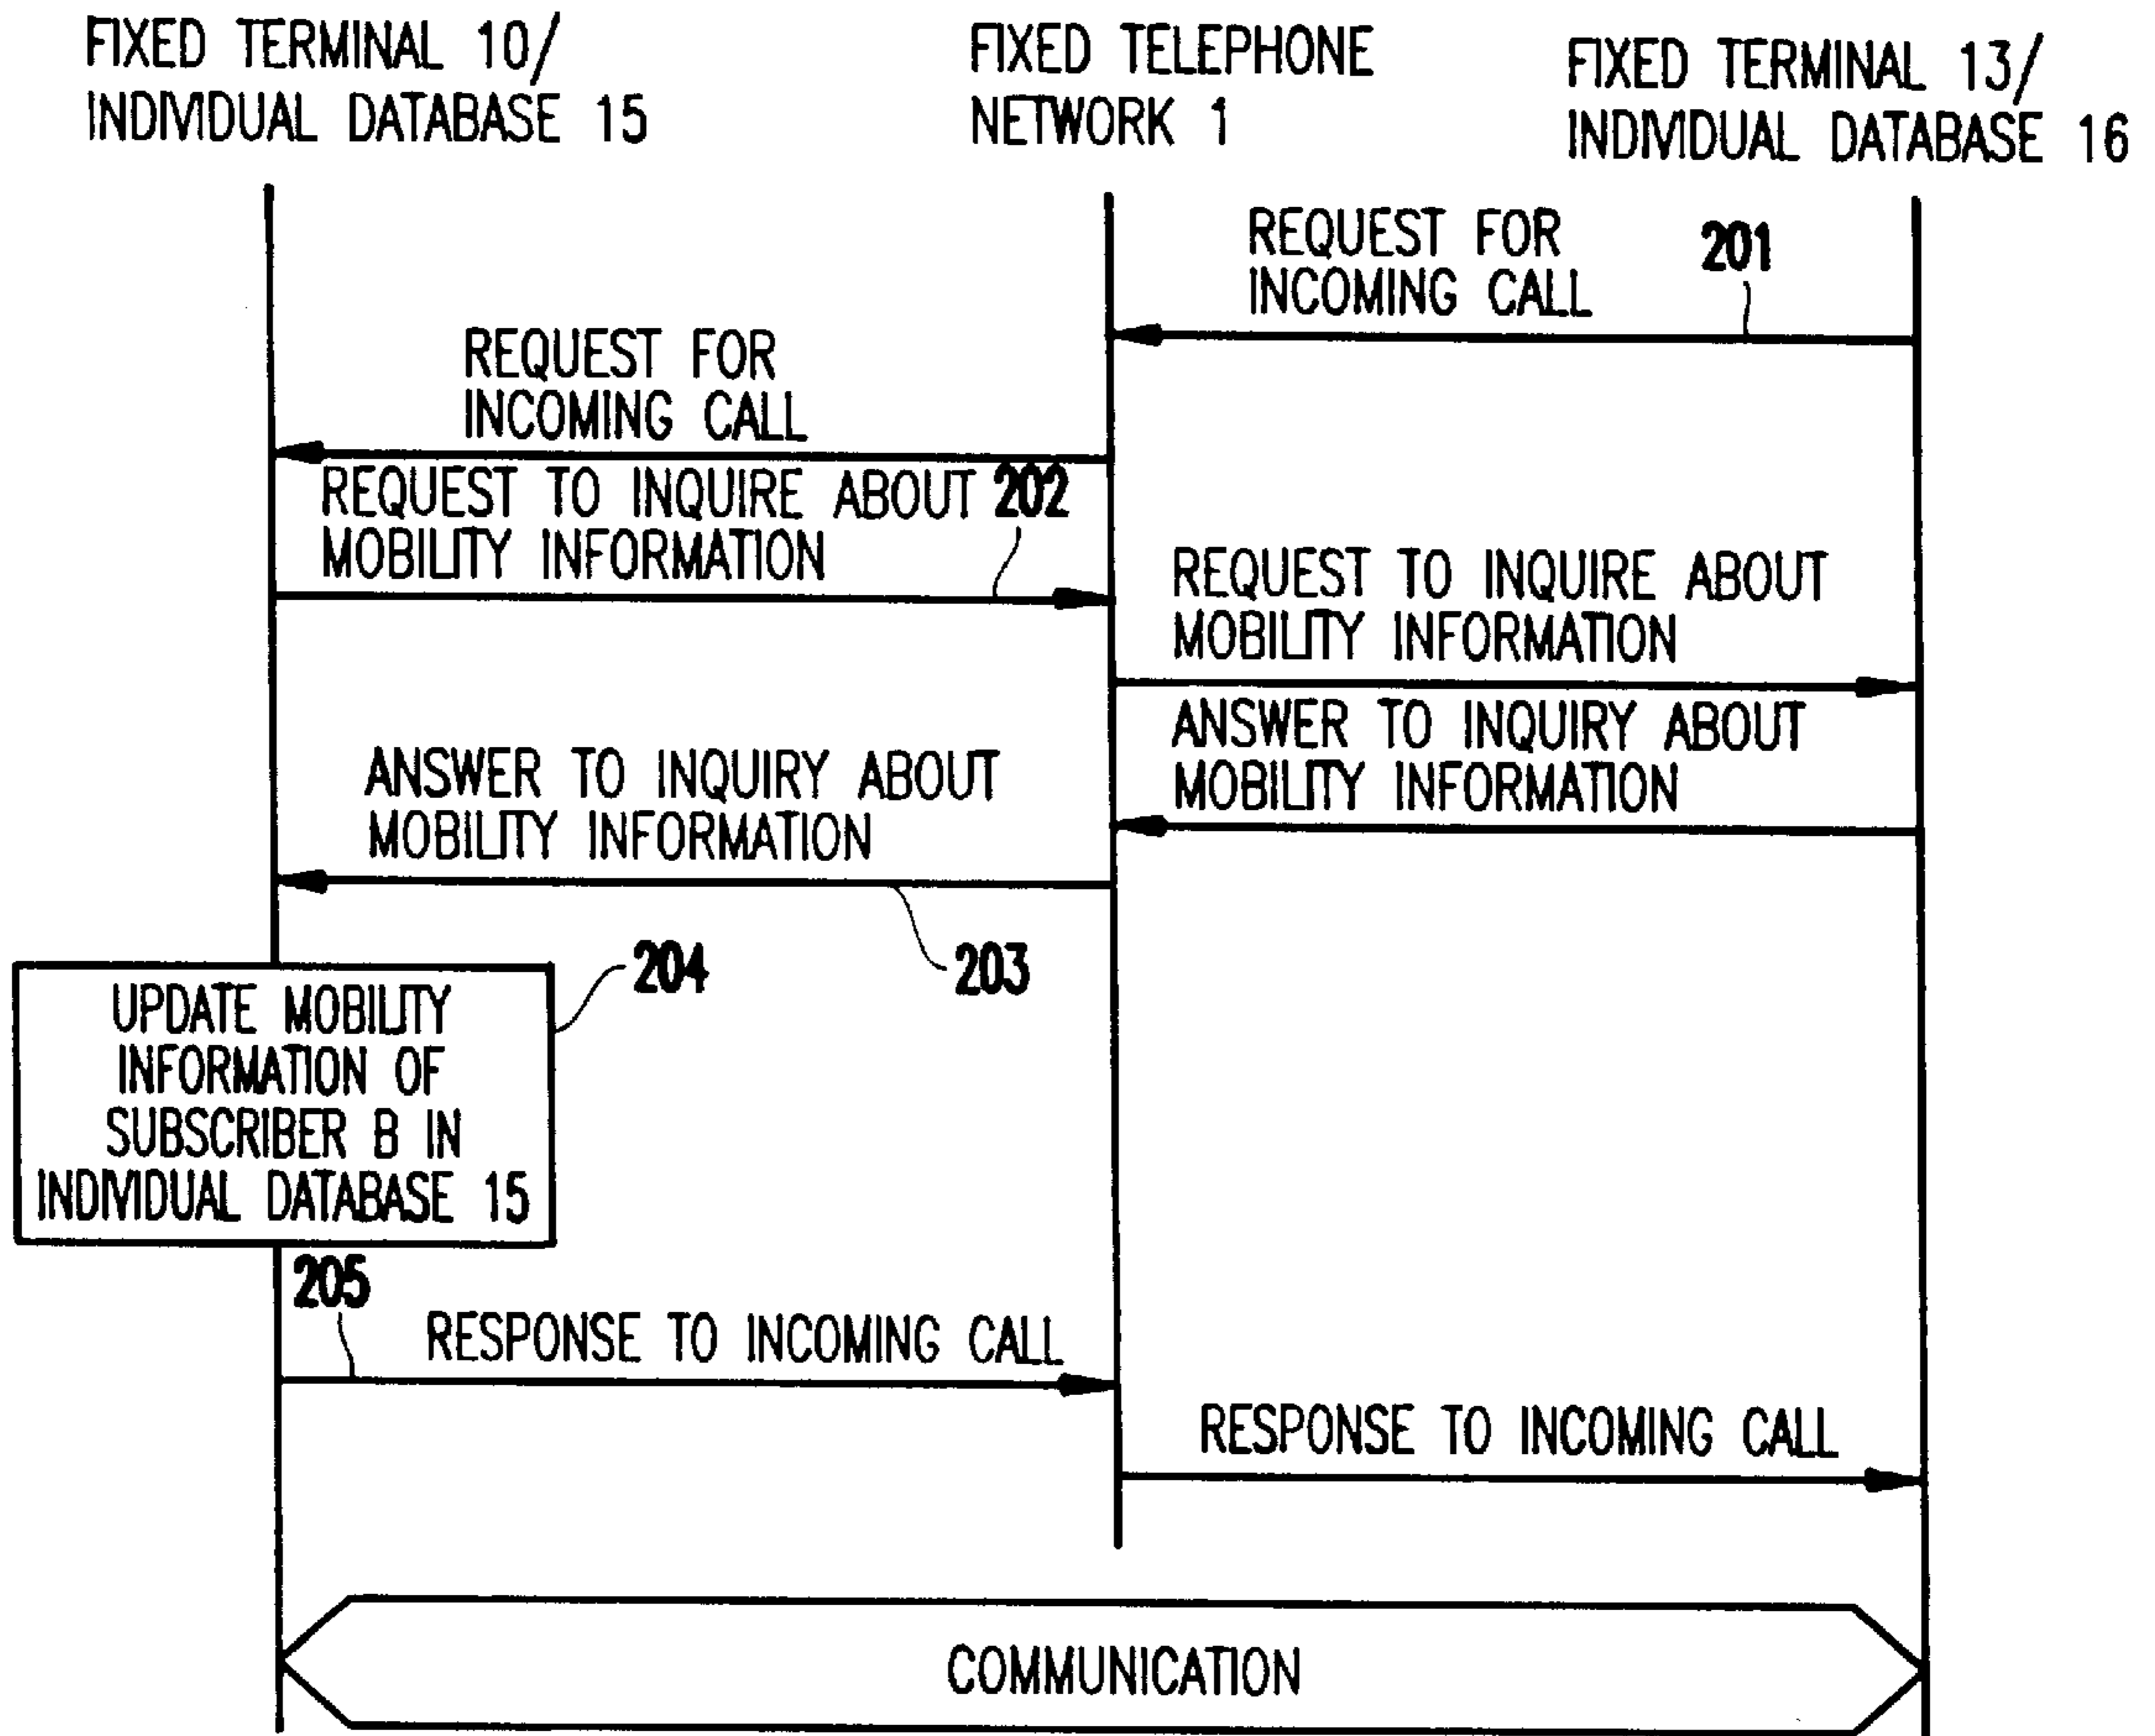 FIXED TERMINAL 10/
INDIVIDUAL DATABASE 15
FIXED TELEPHONE
NETWORK 1
FIXED TERMINAL 13/
INDIVIDUAL DATABASE 16
REQUEST FOR
INCOMING CALL
201
REQUEST FOR
INCOMING CALL
REQUEST TO INQUIRE ABOUT
MOBILITY INFORMATION
202
REQUEST TO INQUIRE ABOUT
MOBILITY INFORMATION
ANSWER TO INQUIRY ABOUT
MOBILITY INFORMATION
ANSWER TO INQUIRY ABOUT
MOBILITY INFORMATION
203
204
UPDATE MOBILITY
INFORMATION OF
SUBSCRIBER B IN
INDIVIDUAL DATABASE 15
205
RESPONSE TO INCOMING CALL
RESPONSE TO INCOMING CALL
COMMUNICATION